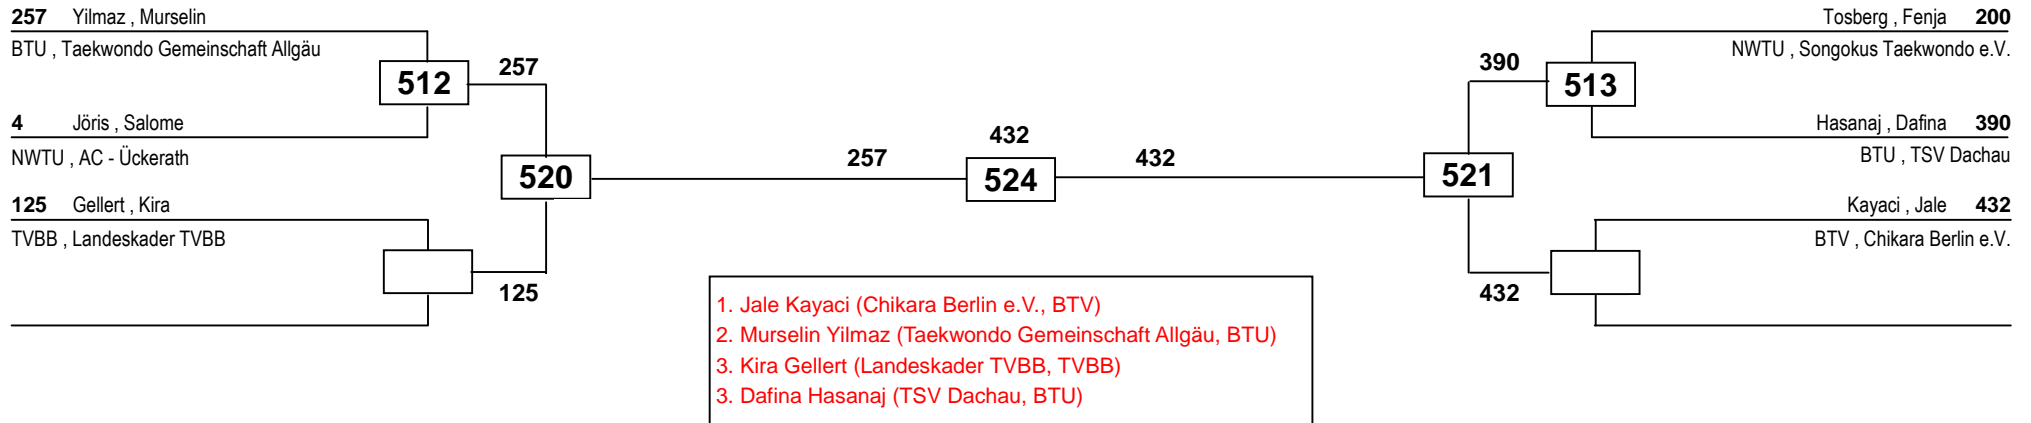 257 Yilmaz , Murselin
BTU , Taekwondo Gemeinschaft Allgäu
512
257
4 Jöris , Salome
NWTU , AC - Ückerath
520
125 Gellert , Kira
TVBB , Landeskader TVBB
125
257
432
524
432
Tosberg , Fenja 200
NWTU , Songokus Taekwondo e.V.
390
513
Hasanaj , Dafina 390
BTU , TSV Dachau
521
Kayaci , Jale 432
BTV , Chikara Berlin e.V.
432
1. Jale Kayaci (Chikara Berlin e.V., BTV)
2. Murselin Yilmaz (Taekwondo Gemeinschaft Allgäu, BTU)
3. Kira Gellert (Landeskader TVBB, TVBB)
3. Dafina Hasanaj (TSV Dachau, BTU)